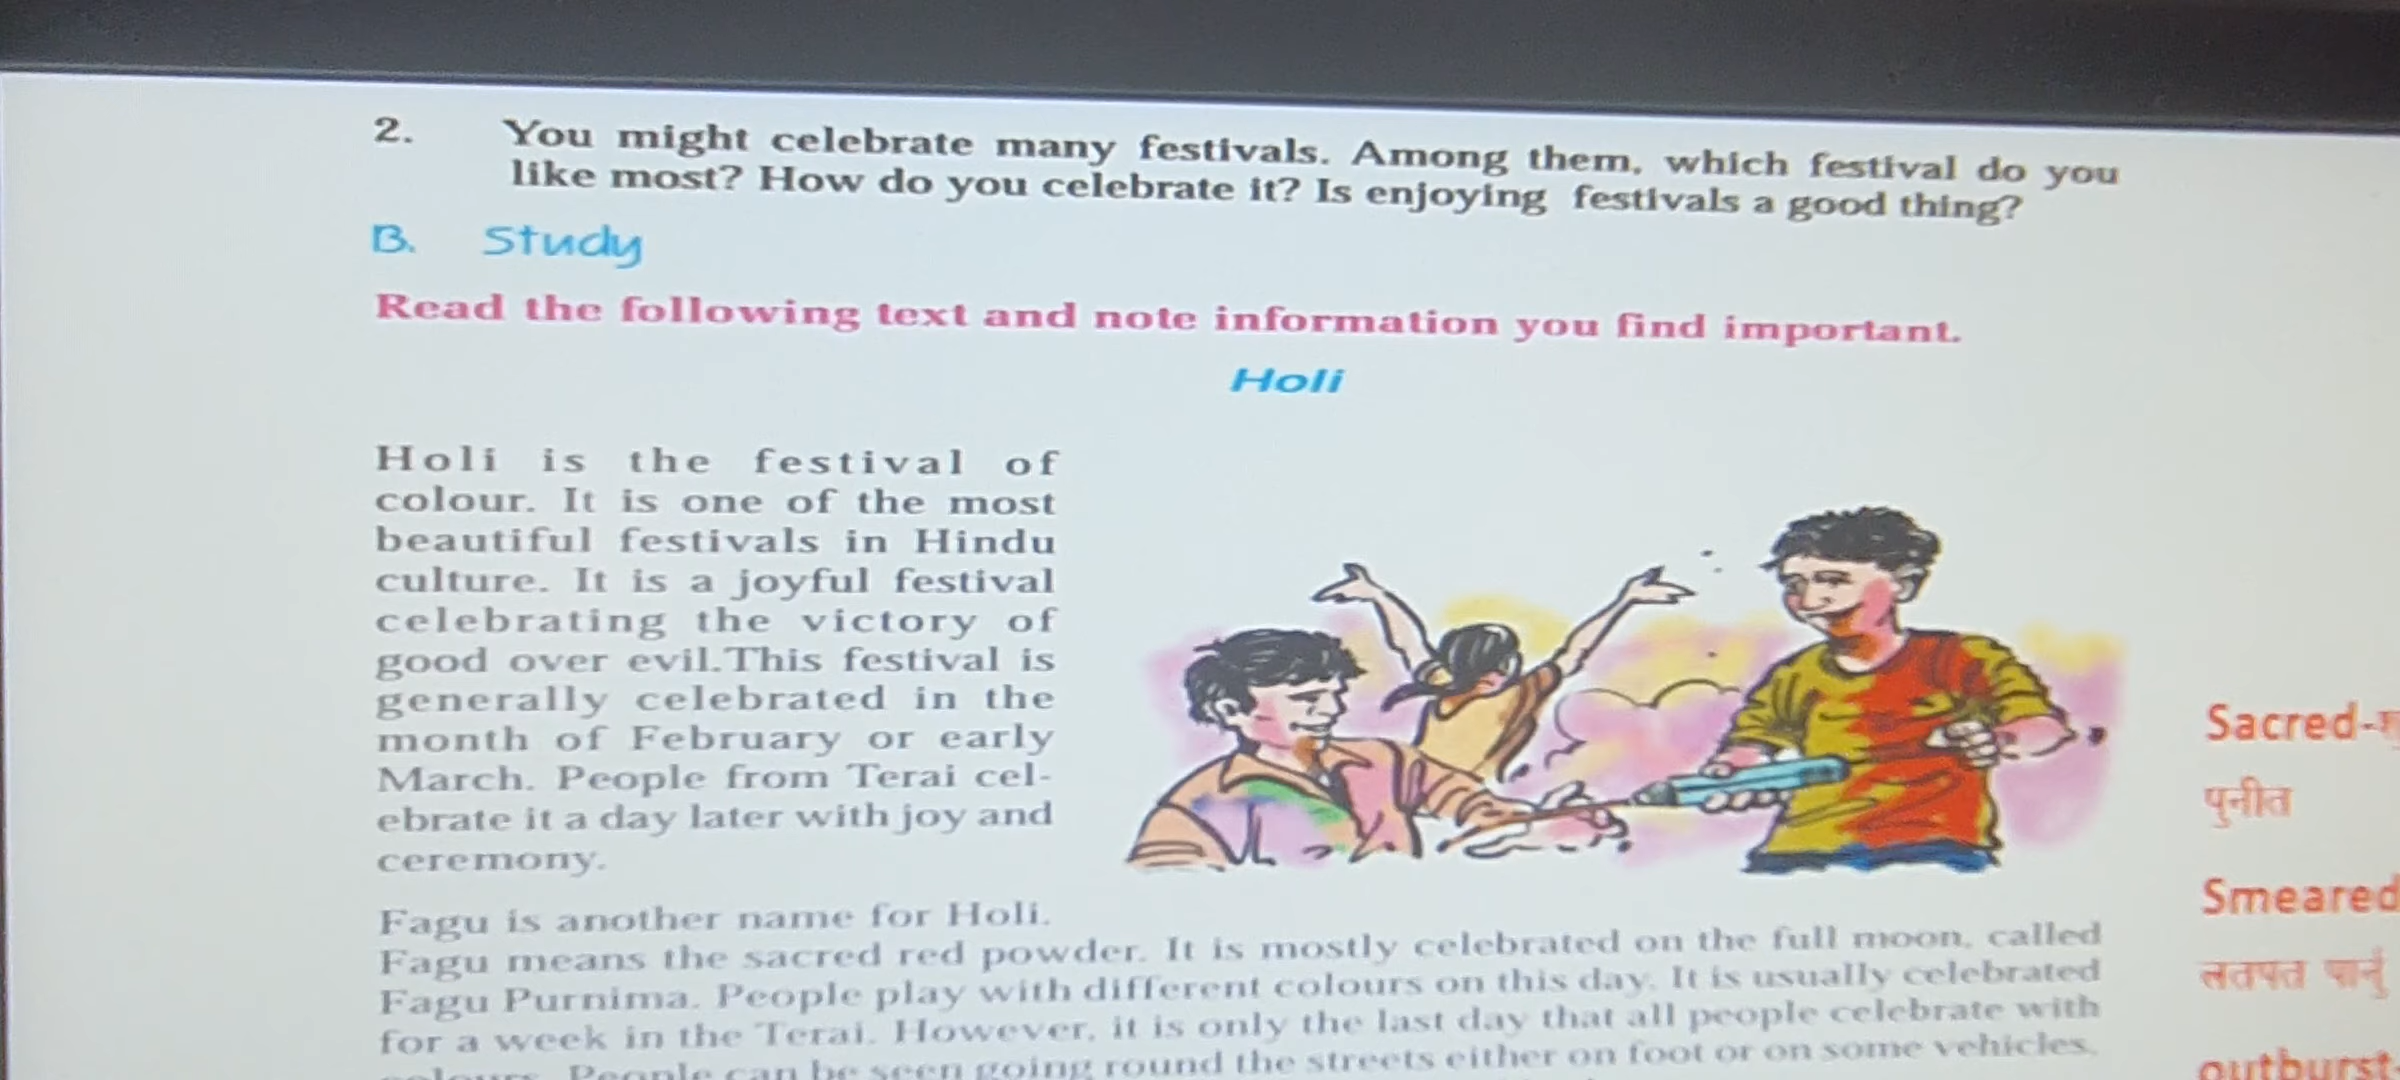 2. You might celebrate many festivals. Among them, which festival do you
like most? How do you celebrate it? Is enjoying festivals a good thing?
B. Study
Read the following text and note information you find important.
Holi
Holi is the festival of
colour. It is one of the most
beautiful festivals in Hindu
culture. It is a joyful festival
celebrating the victory of
good over evil.This festival is
generally celebrated in the
month of February or early
March. People from Terai cel-
ebrate it a day later with joy and
ceremony.
Fagu is another name for Holi.
Fagu means the sacred red powder. It is mostly celebrated on the full moon, called
Fagu Purnima. People play with different colours on this day. It is usually celebrated
for a week in the Terai. However, it is only the last day that all people celebrate with
colours. People can be seen going round the streets either on foot or on some vehicles,
Sacred-
पुनीत
Smeared
लतपत पार्नु
outburst-